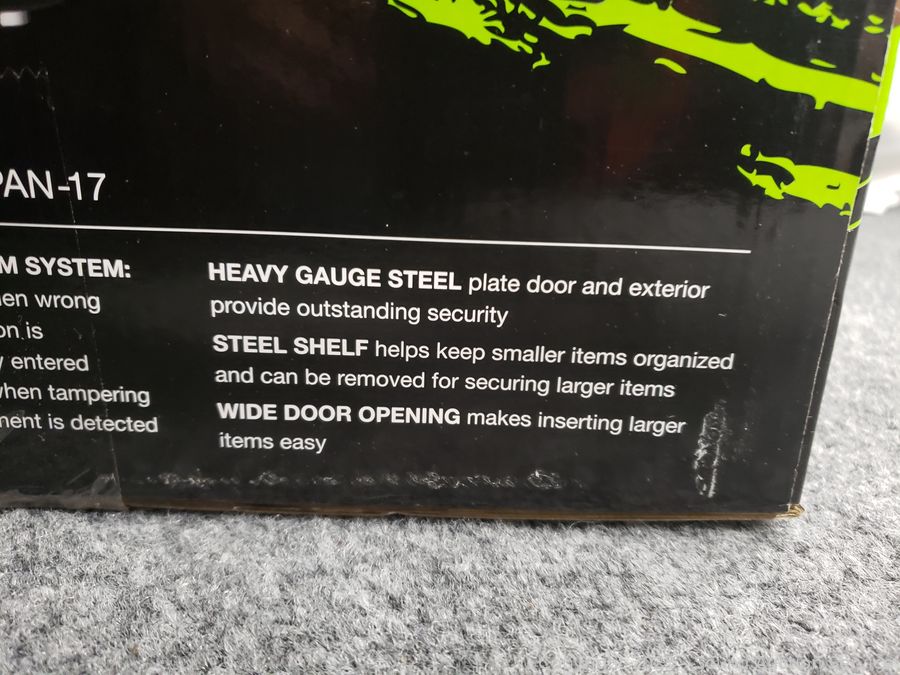 PAN-17
M SYSTEM:
en wrong
on is
y entered
when tampering
ment is detected
HEAVY GAUGE STEEL plate door and exterior
provide outstanding security
STEEL SHELF helps keep smaller items organized
and can be removed for securing larger items
WIDE DOOR OPENING makes inserting larger
items easy